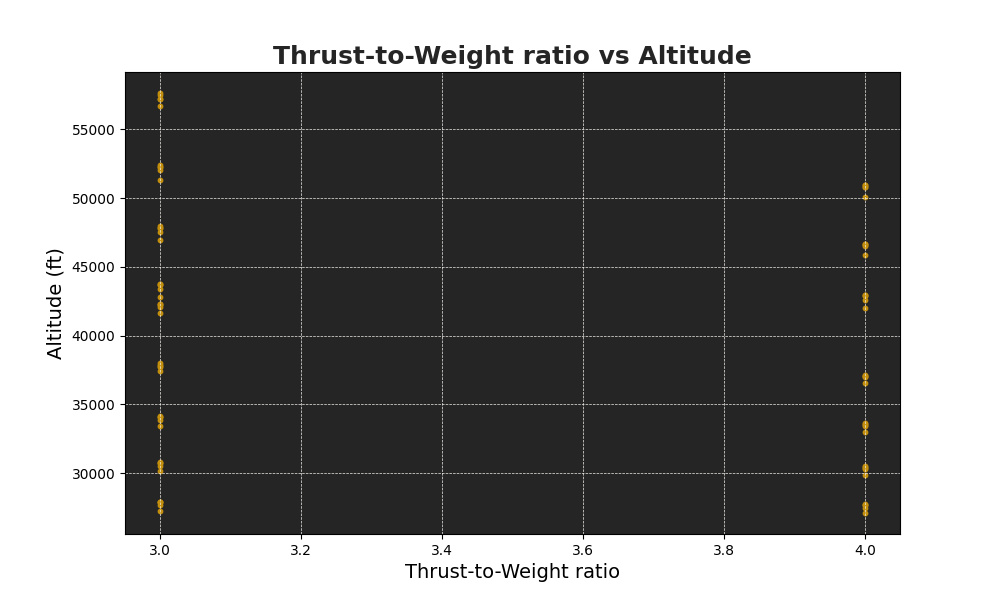 Thrust-to-Weight ratio vs Altitude
Altitude (ft)
55000
50000
45000
40000
35000
30000
3.0 3.2 3.4 3.6 3.8 4.0
Thrust-to-Weight ratio